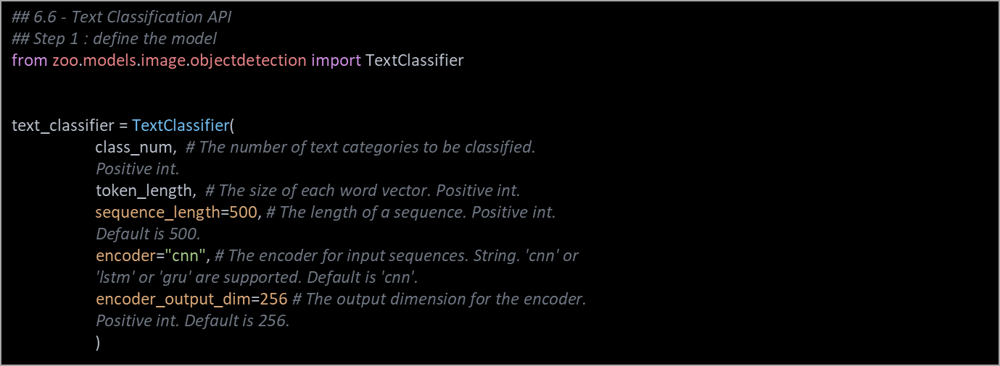 ## 6.6 - Text Classification API
## Step 1 : define the model
from zoo.models.image.objectdetection import TextClassifier
text_classifier = TextClassifier(
class_num,  # The number of text categories to be classified.
Positive int.
token_length,  # The size of each word vector. Positive int.
sequence_length=500, # The length of a sequence. Positive int.
Default is 500.
encoder="cnn", # The encoder for input sequences. String. 'cnn' or
'lstm' or 'gru' are supported. Default is 'cnn'.
encoder_output_dim=256 # The output dimension for the encoder.
Positive int. Default is 256.
)